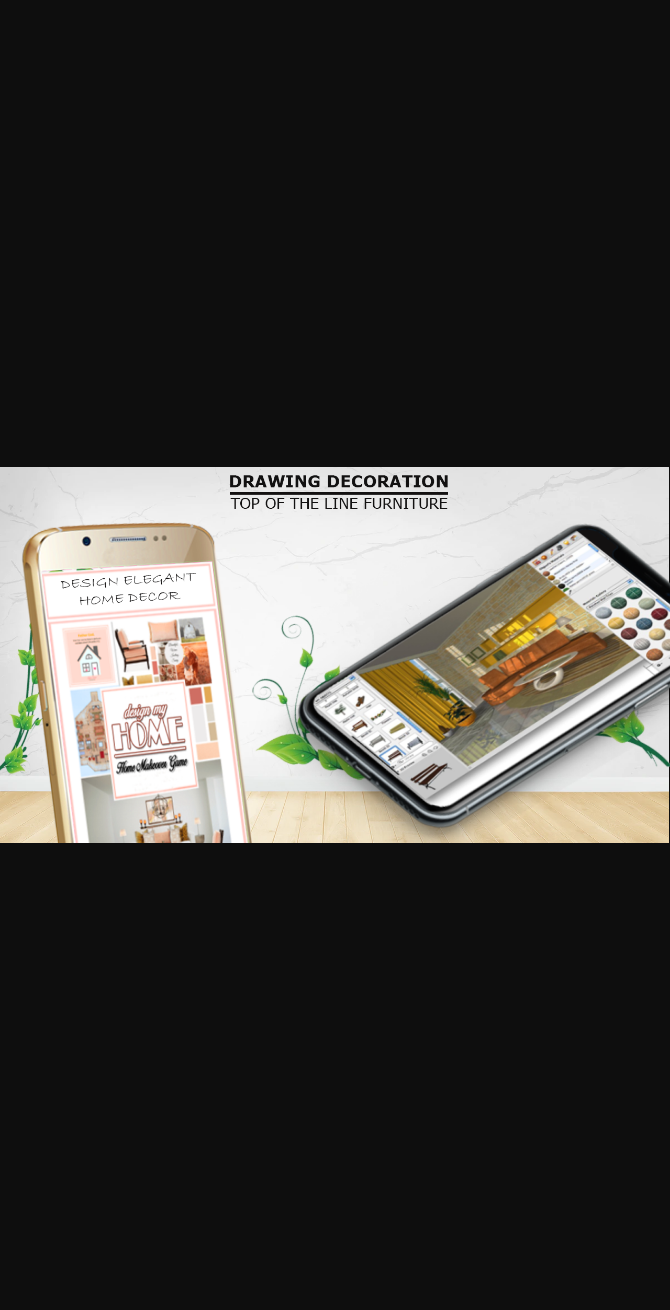 DRAWING DECORATION
TOP OF THE LINE FURNITURE
DESIGN ELEGANT
HOME DECOR
design my
HOME
Home Makeover Game